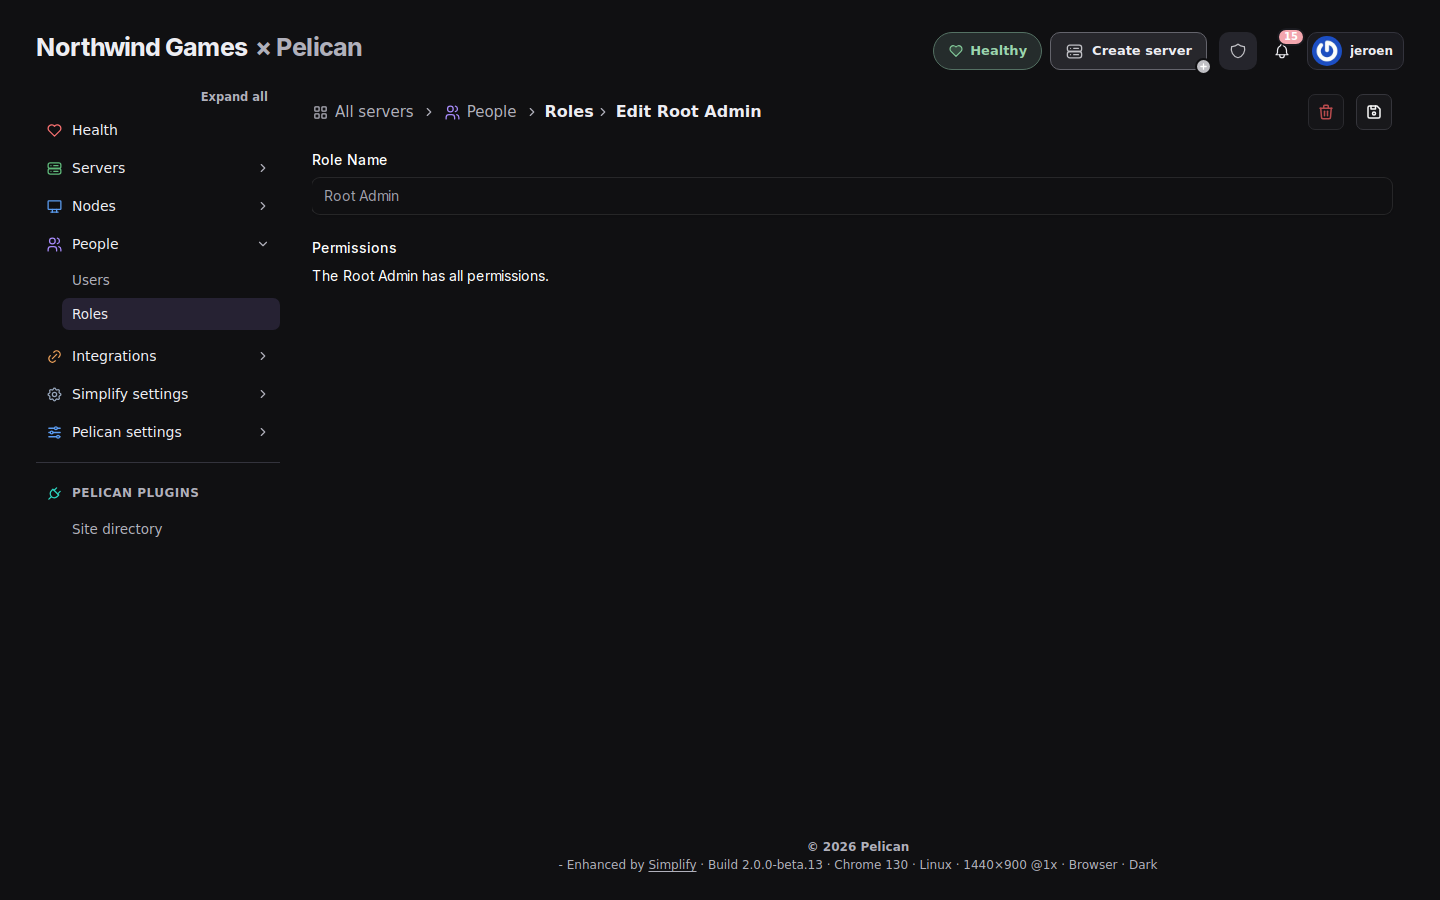 Northwind Games × Pelican
Healthy
Create server
15
jeroen
Expand all
Health
Servers
Nodes
People
Users
Roles
Integrations
Simplify settings
Pelican settings
PELICAN PLUGINS
Site directory
All servers > People > Roles > Edit Root Admin
Role Name
Root Admin
Permissions
The Root Admin has all permissions.
© 2026 Pelican
- Enhanced by Simplify · Build 2.0.0-beta.13 · Chrome 130 · Linux · 1440×900 @1x · Browser · Dark